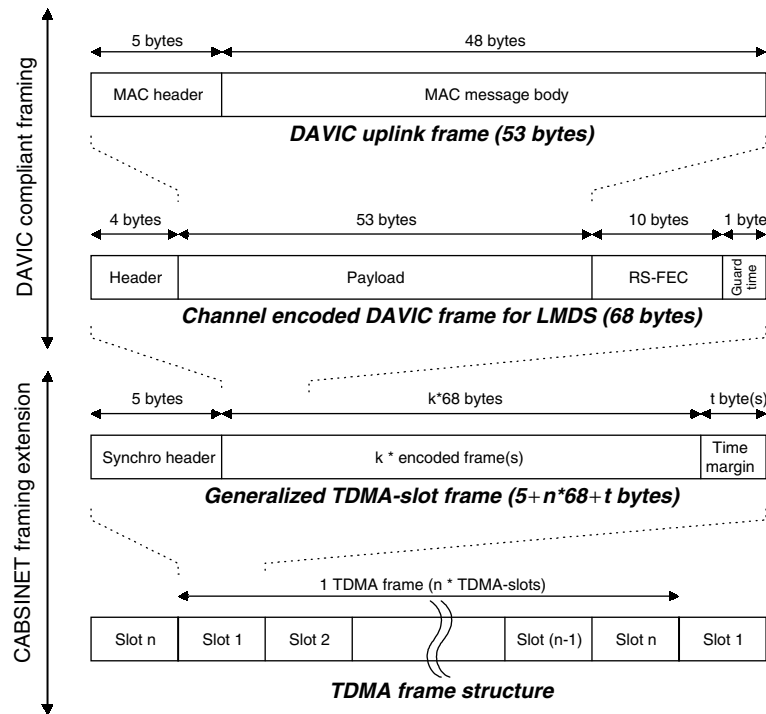 DAVIC compliant framing
5 bytes
48 bytes
MAC header
MAC message body
DAVIC uplink frame (53 bytes)
4 bytes
53 bytes
10 bytes
1 byte
Header
Payload
RS-FEC
Guard
time
Channel encoded DAVIC frame for LMDS (68 bytes)
CABSINET framing extension
5 bytes
k*68 bytes
t byte(s)
Synchro header
k * encoded frame(s)
Time
margin
Generalized TDMA-slot frame (5+n*68+t bytes)
1 TDMA frame (n * TDMA-slots)
Slot n
Slot 1
Slot 2
Slot (n-1)
Slot n
Slot 1
TDMA frame structure